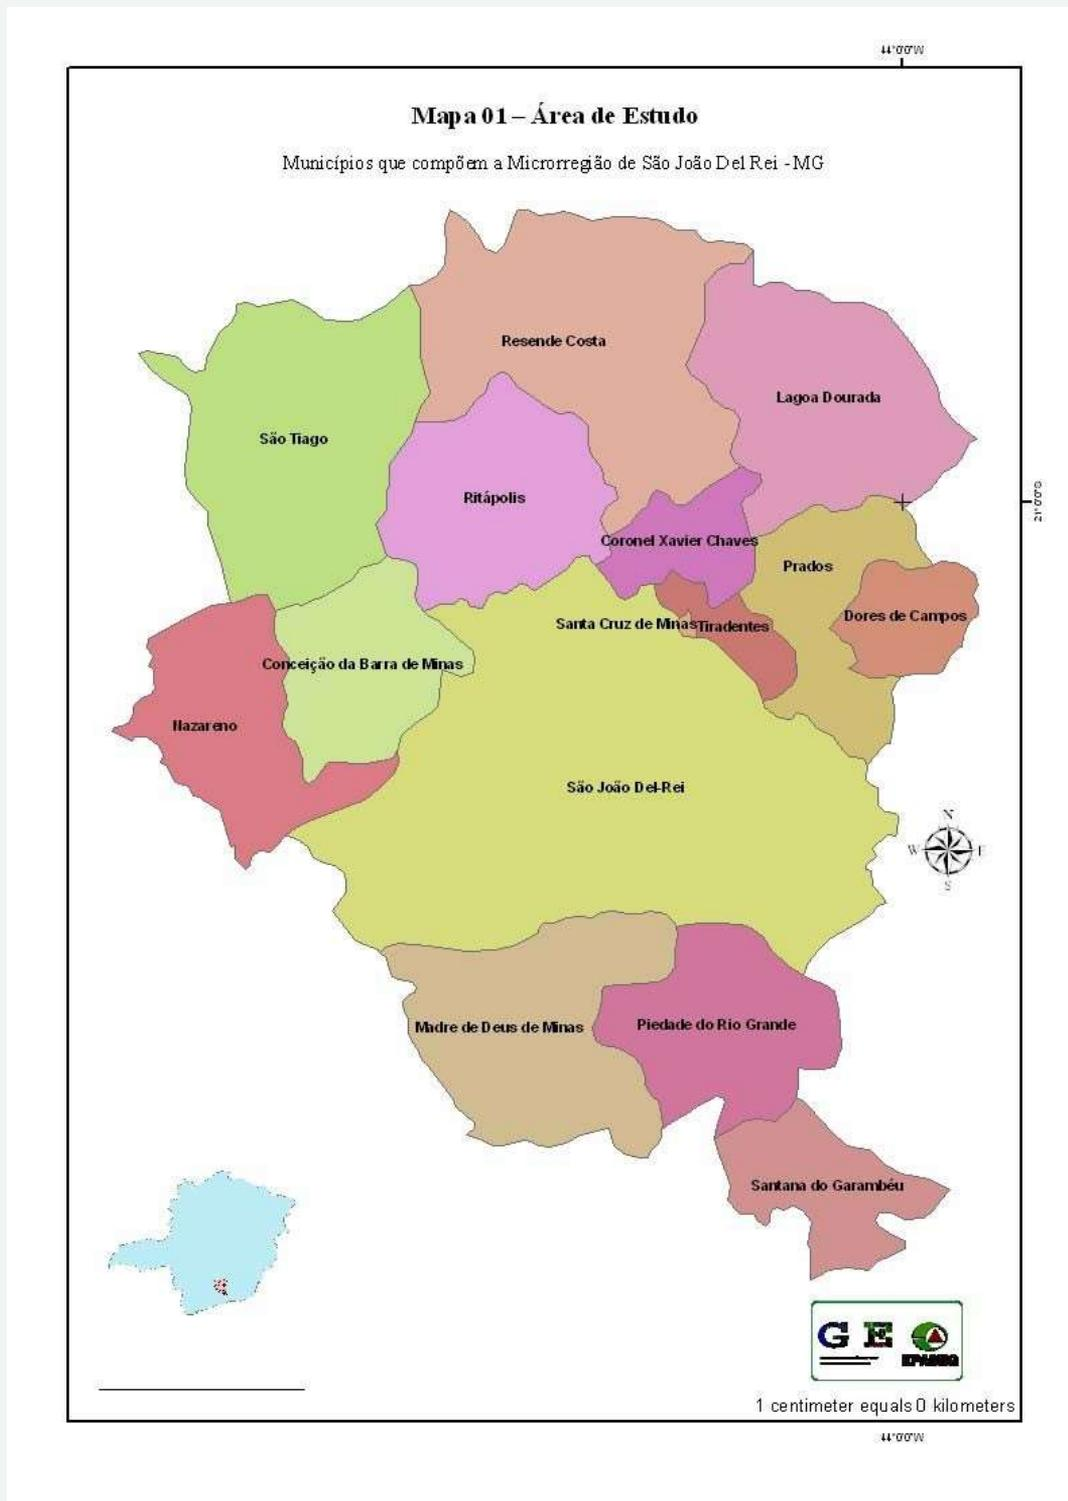 44°0'0"W
Mapa 01 – Área de Estudo
Municípios que compõem a Microrregião de São João Del Rei - MG
Resende Costa
Lagoa Dourada
São Tiago
Ritápolis
21°0'0"S
Coronel Xavier Chaves
Prados
Dores de Campos
Santa Cruz de Minas
Tiradentes
Conceição da Barra de Minas
Nazareno
São João Del-Rei
N
W
E
S
Madre de Deus de Minas
Piedade do Rio Grande
Santana do Garambéu
G E
EPAMIG
1 centimeter equals 0 kilometers
44°0'0"W